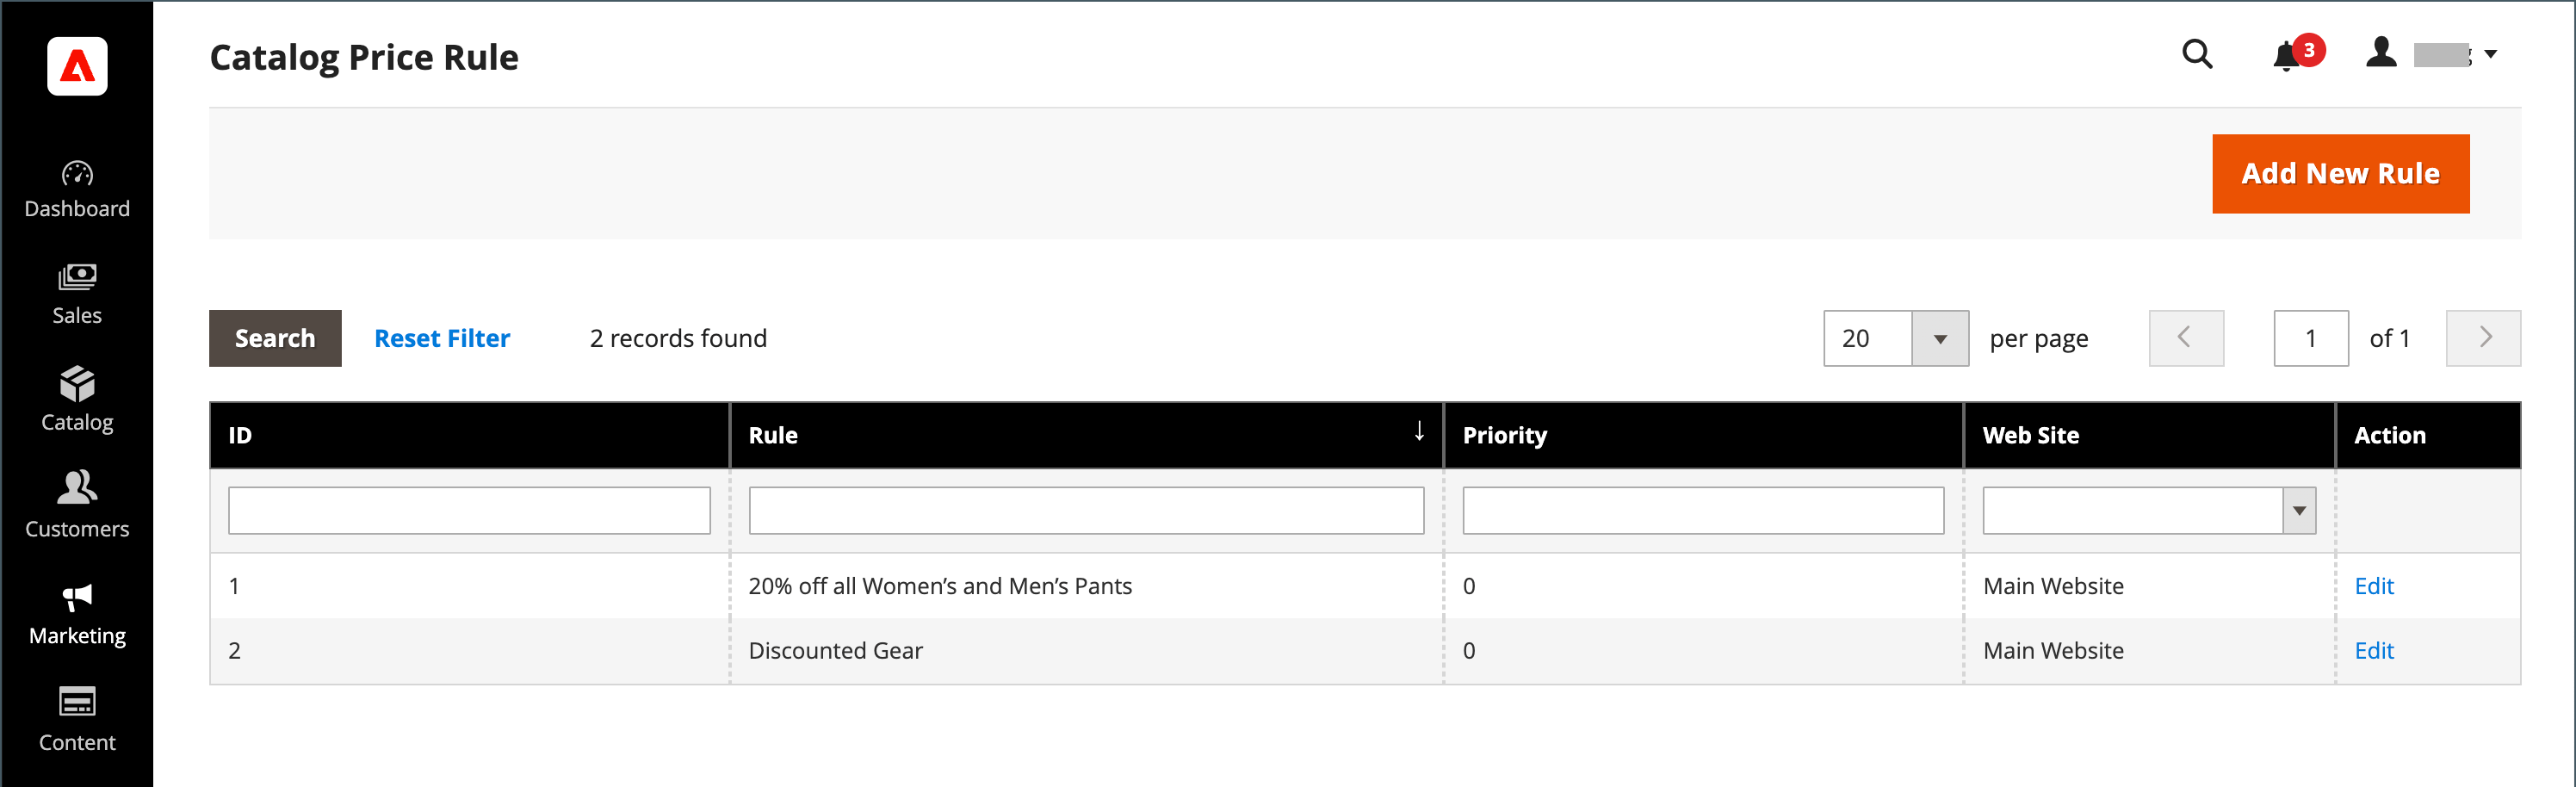 Catalog Price Rule
3
Add New Rule
Dashboard
Sales
Catalog
Customers
Marketing
Content
Search Reset Filter 2 records found 20 per page 1 of 1
ID Rule ↓ Priority Web Site Action
1 20% off all Women’s and Men’s Pants 0 Main Website Edit
2 Discounted Gear 0 Main Website Edit